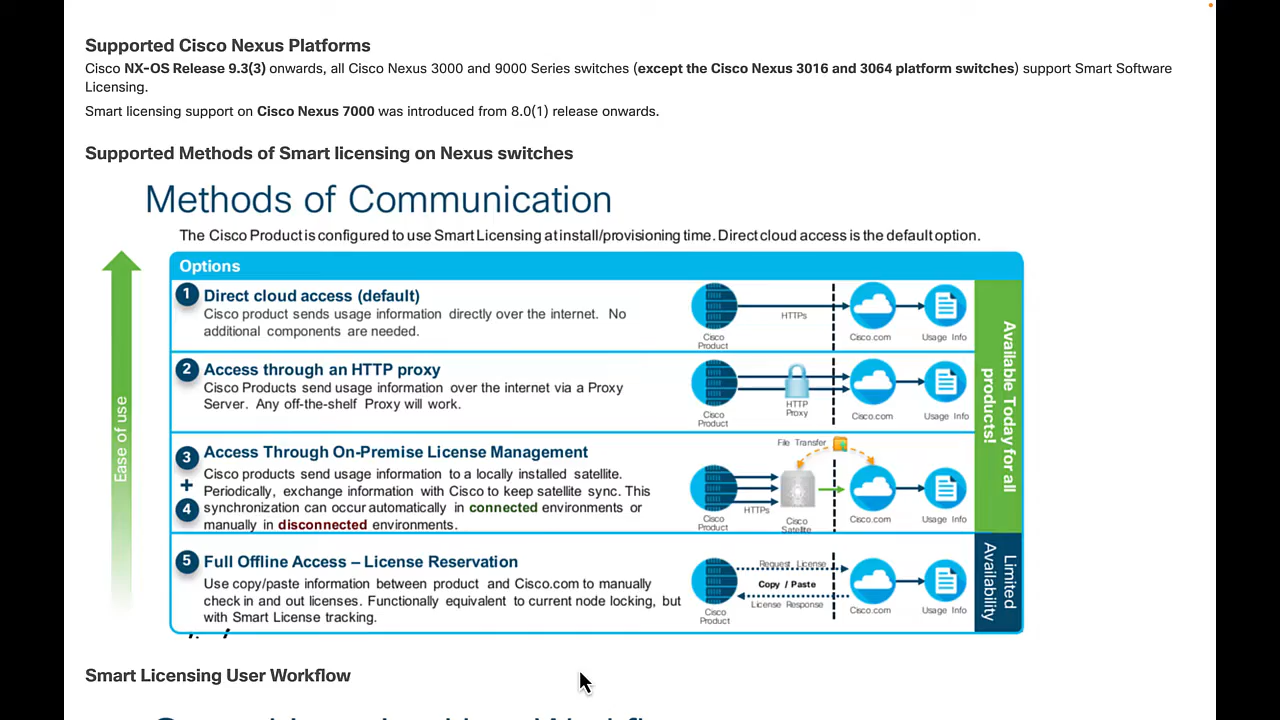 Supported Cisco Nexus Platforms
Cisco NX-OS Release 9.3(3) onwards, all Cisco Nexus 3000 and 9000 Series switches (except the Cisco Nexus 3016 and 3064 platform switches) support Smart Software
Licensing.
Smart licensing support on Cisco Nexus 7000 was introduced from 8.0(1) release onwards.
Supported Methods of Smart licensing on Nexus switches
Methods of Communication
The Cisco Product is configured to use Smart Licensing at install/provisioning time. Direct cloud access is the default option.
Ease of use
Options
1 Direct cloud access (default)
Cisco product sends usage information directly over the internet. No
additional components are needed.
HTTPs
Cisco
Product
Cisco.com
Usage Info
2 Access through an HTTP proxy
Cisco Products send usage information over the internet via a Proxy
Server. Any off-the-shelf Proxy will work.
HTTP
Proxy
Cisco
Product
Cisco.com
Usage Info
3 Access Through On-Premise License Management
+
4
Cisco products send usage information to a locally installed satellite.
Periodically, exchange information with Cisco to keep satellite sync. This
synchronization can occur automatically in connected environments or
manually in disconnected environments.
File Transfer
HTTPs
Cisco
Product
Cisco
Satellite
Cisco.com
Usage Info
Available Today for all
products!
5 Full Offline Access – License Reservation
Use copy/paste information between product and Cisco.com to manually
check in and out licenses. Functionally equivalent to current node locking, but
with Smart License tracking.
Request License
Copy / Paste
License Response
Cisco
Product
Cisco.com
Usage Info
Limited
Availability
Smart Licensing User Workflow